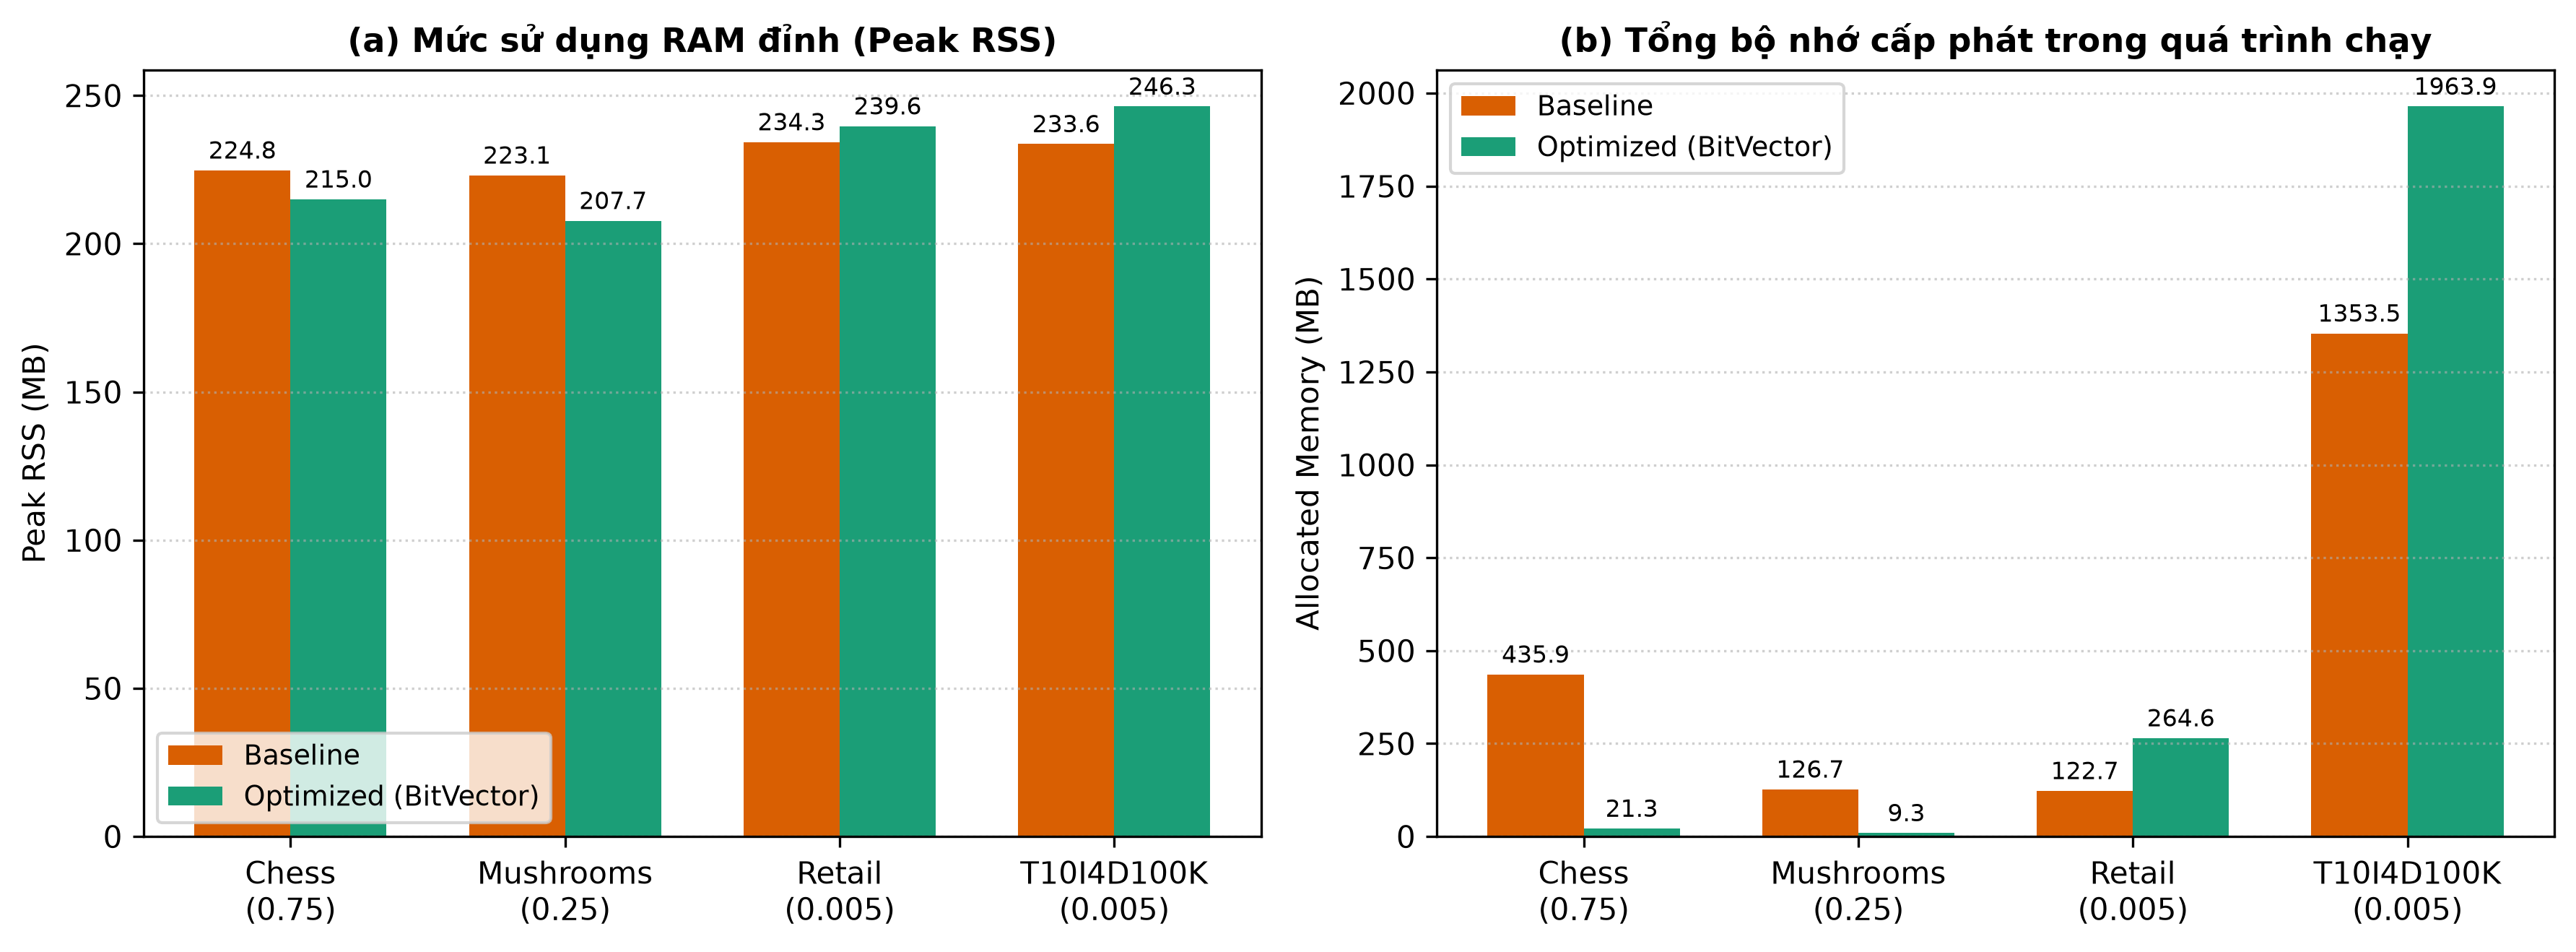 (a) Mức sử dụng RAM đỉnh (Peak RSS)
Peak RSS (MB)
250
200
150
100
50
0
224.8
215.0
223.1
207.7
234.3
239.6
233.6
246.3
Baseline
Optimized (BitVector)
Chess
(0.75)
Mushrooms
(0.25)
Retail
(0.005)
T10I4D100K
(0.005)
(b) Tổng bộ nhớ cấp phát trong quá trình chạy
Allocated Memory (MB)
2000
1750
1500
1250
1000
750
500
250
0
Baseline
Optimized (BitVector)
435.9
21.3
126.7
9.3
122.7
264.6
1353.5
1963.9
Chess
(0.75)
Mushrooms
(0.25)
Retail
(0.005)
T10I4D100K
(0.005)